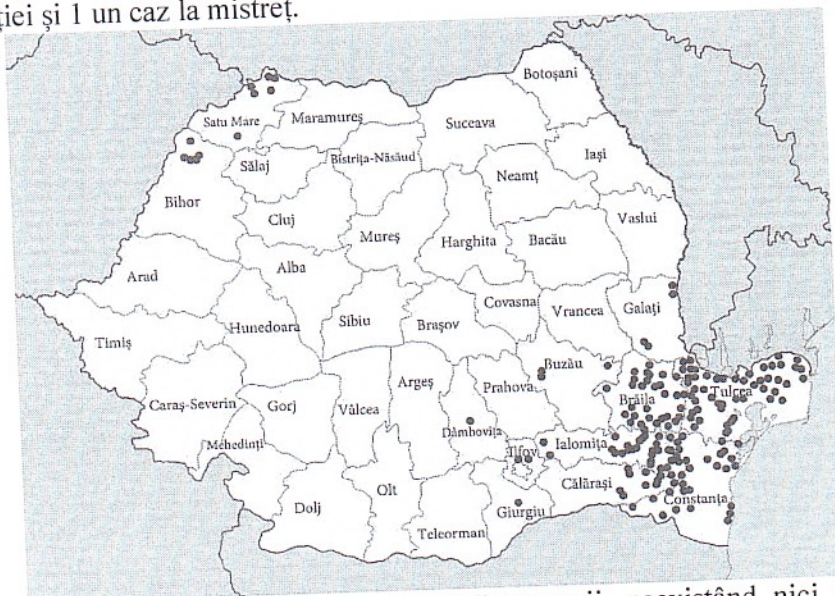 ției și 1 un caz la mistreț.
Botoșani
Satu Mare
Maramureș
Suceava
Sălaj
Bistrița-Năsăud
Iași
Neamț
Bihor
Cluj
Vaslui
Mureș
Harghita
Bacău
Arad
Alba
Covasna
Vrancea
Galați
Timiș
Hunedoara
Sibiu
Brașov
Buzău
Argeș
Prahova
Tulcea
Caraș-Severin
Gorj
Vâlcea
Brăila
Dâmbovița
Mehedinți
Ilfov
Ialomița
Călărași
Olt
Constanța
Dolj
Giurgiu
Teleorman
nici